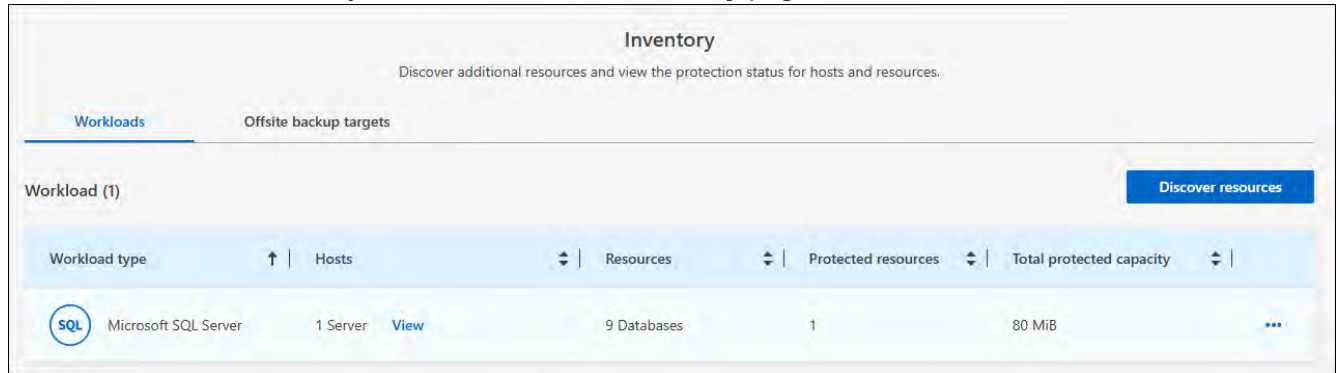 Inventory
Discover additional resources and view the protection status for hosts and resources.
Workloads Offsite backup targets
Workload (1) Discover resources
Workload type Hosts Resources Protected resources Total protected capacity
SQL Microsoft SQL Server 1 Server View 9 Databases 1 80 MiB